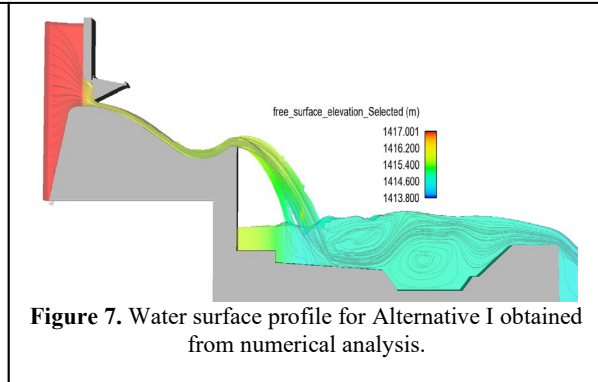 free_surface_elevation_Selected (m)
1417.001
1416.200
1415.400
1414.600
1413.800
Figure 7. Water surface profile for Alternative I obtained
from numerical analysis.